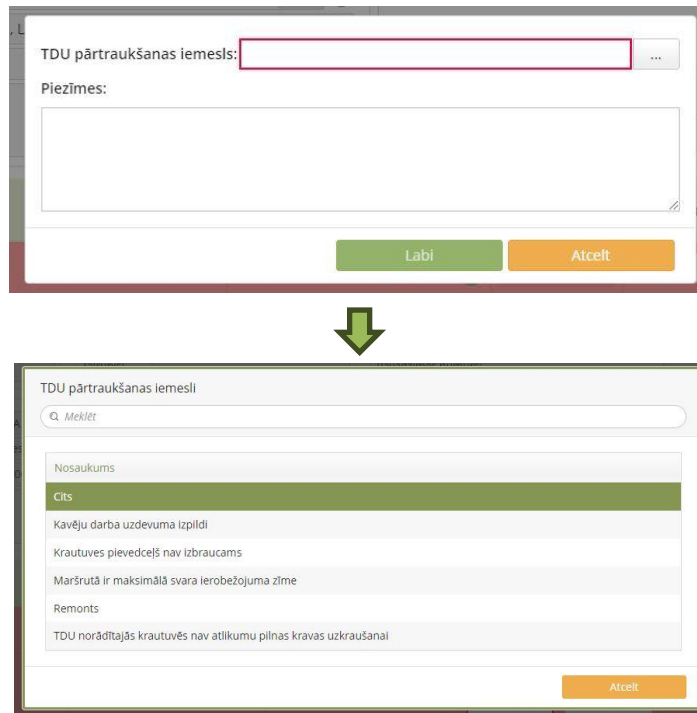 TDU pārtraukšanas iemesls:
...
Piezīmes:
Labi
Atcelt
TDU pārtraukšanas iemesli
Meklēt
Nosaukums
Cits
Kavēju darba uzdevuma izpildi
Krautuves pievedceļš nav izbraucams
Maršrutā ir maksimālā svara ierobežojuma zīme
Remonts
TDU norādītajās krautuvēs nav atlikumu pilnas kravas uzkraušanai
Atcelt